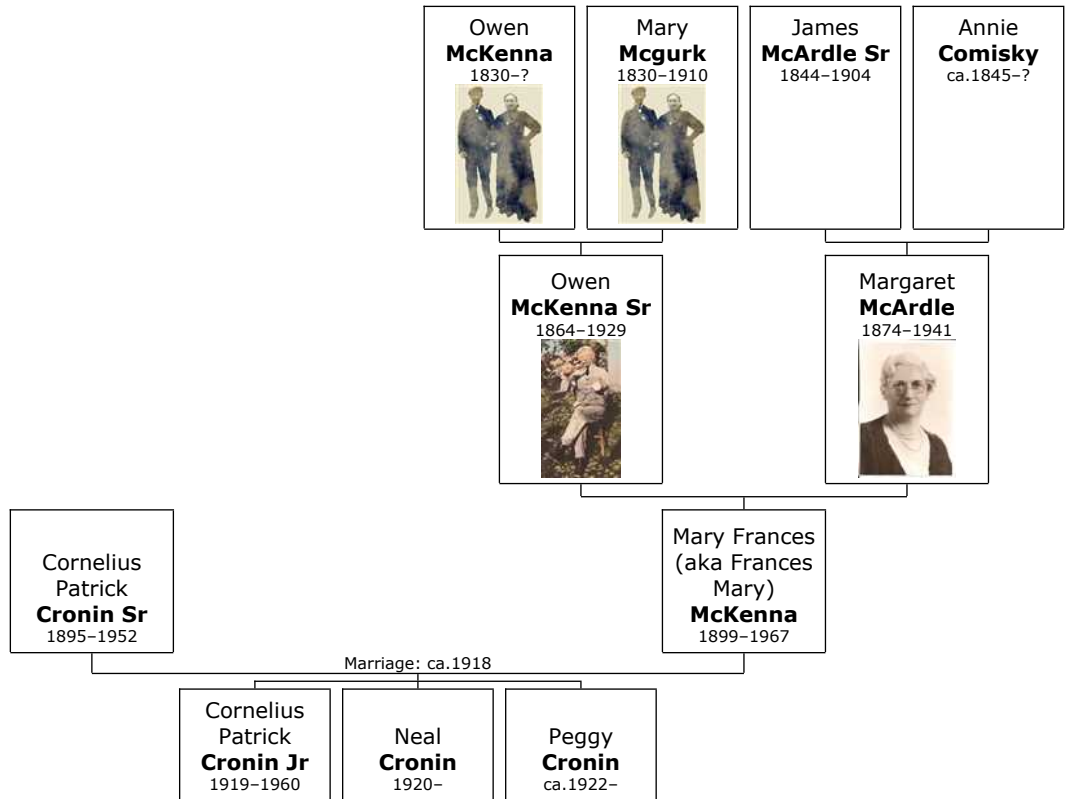 Owen
McKenna
1830–?
Mary
Mcgurk
1830–1910
James
McArdle Sr
1844–1904
Annie
Comisky
ca.1845–?
Owen
McKenna Sr
1864–1929
Margaret
McArdle
1874–1941
Cornelius
Patrick
Cronin Sr
1895–1952
Mary Frances
(aka Frances
Mary)
McKenna
1899–1967
Marriage: ca.1918
Cornelius
Patrick
Cronin Jr
1919–1960
Neal
Cronin
1920–
Peggy
Cronin
ca.1922–